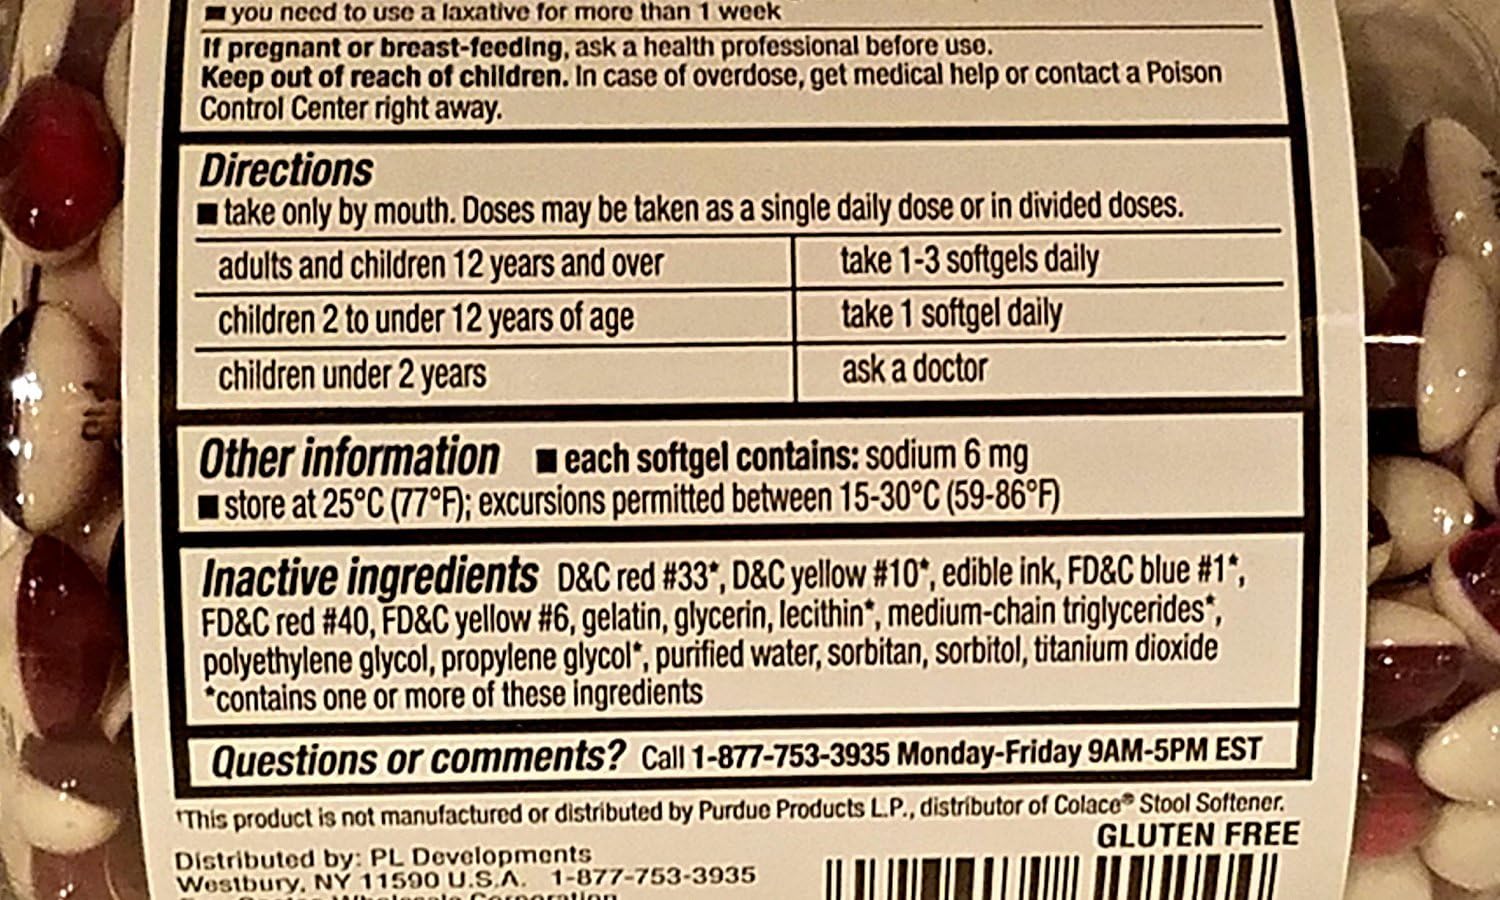 ■ you need to use a laxative for more than 1 week
If pregnant or breast-feeding, ask a health professional before use.
Keep out of reach of children. In case of overdose, get medical help or contact a Poison
Control Center right away.
Directions
■ take only by mouth. Doses may be taken as a single daily dose or in divided doses.
adults and children 12 years and over take 1-3 softgels daily
children 2 to under 12 years of age take 1 softgel daily
children under 2 years ask a doctor
Other information ■ each softgel contains: sodium 6 mg
■ store at 25°C (77°F); excursions permitted between 15-30°C (59-86°F)
Inactive ingredients D&C red #33*, D&C yellow #10*, edible ink, FD&C blue #1*,
FD&C red #40, FD&C yellow #6, gelatin, glycerin, lecithin*, medium-chain triglycerides*,
polyethylene glycol, propylene glycol*, purified water, sorbitan, sorbitol, titanium dioxide
*contains one or more of these ingredients
Questions or comments? Call 1-877-753-3935 Monday-Friday 9AM-5PM EST
†This product is not manufactured or distributed by Purdue Products L.P., distributor of Colace® Stool Softener.
GLUTEN FREE
Distributed by: PL Developments
Westbury, NY 11590 U.S.A. 1-877-753-3935